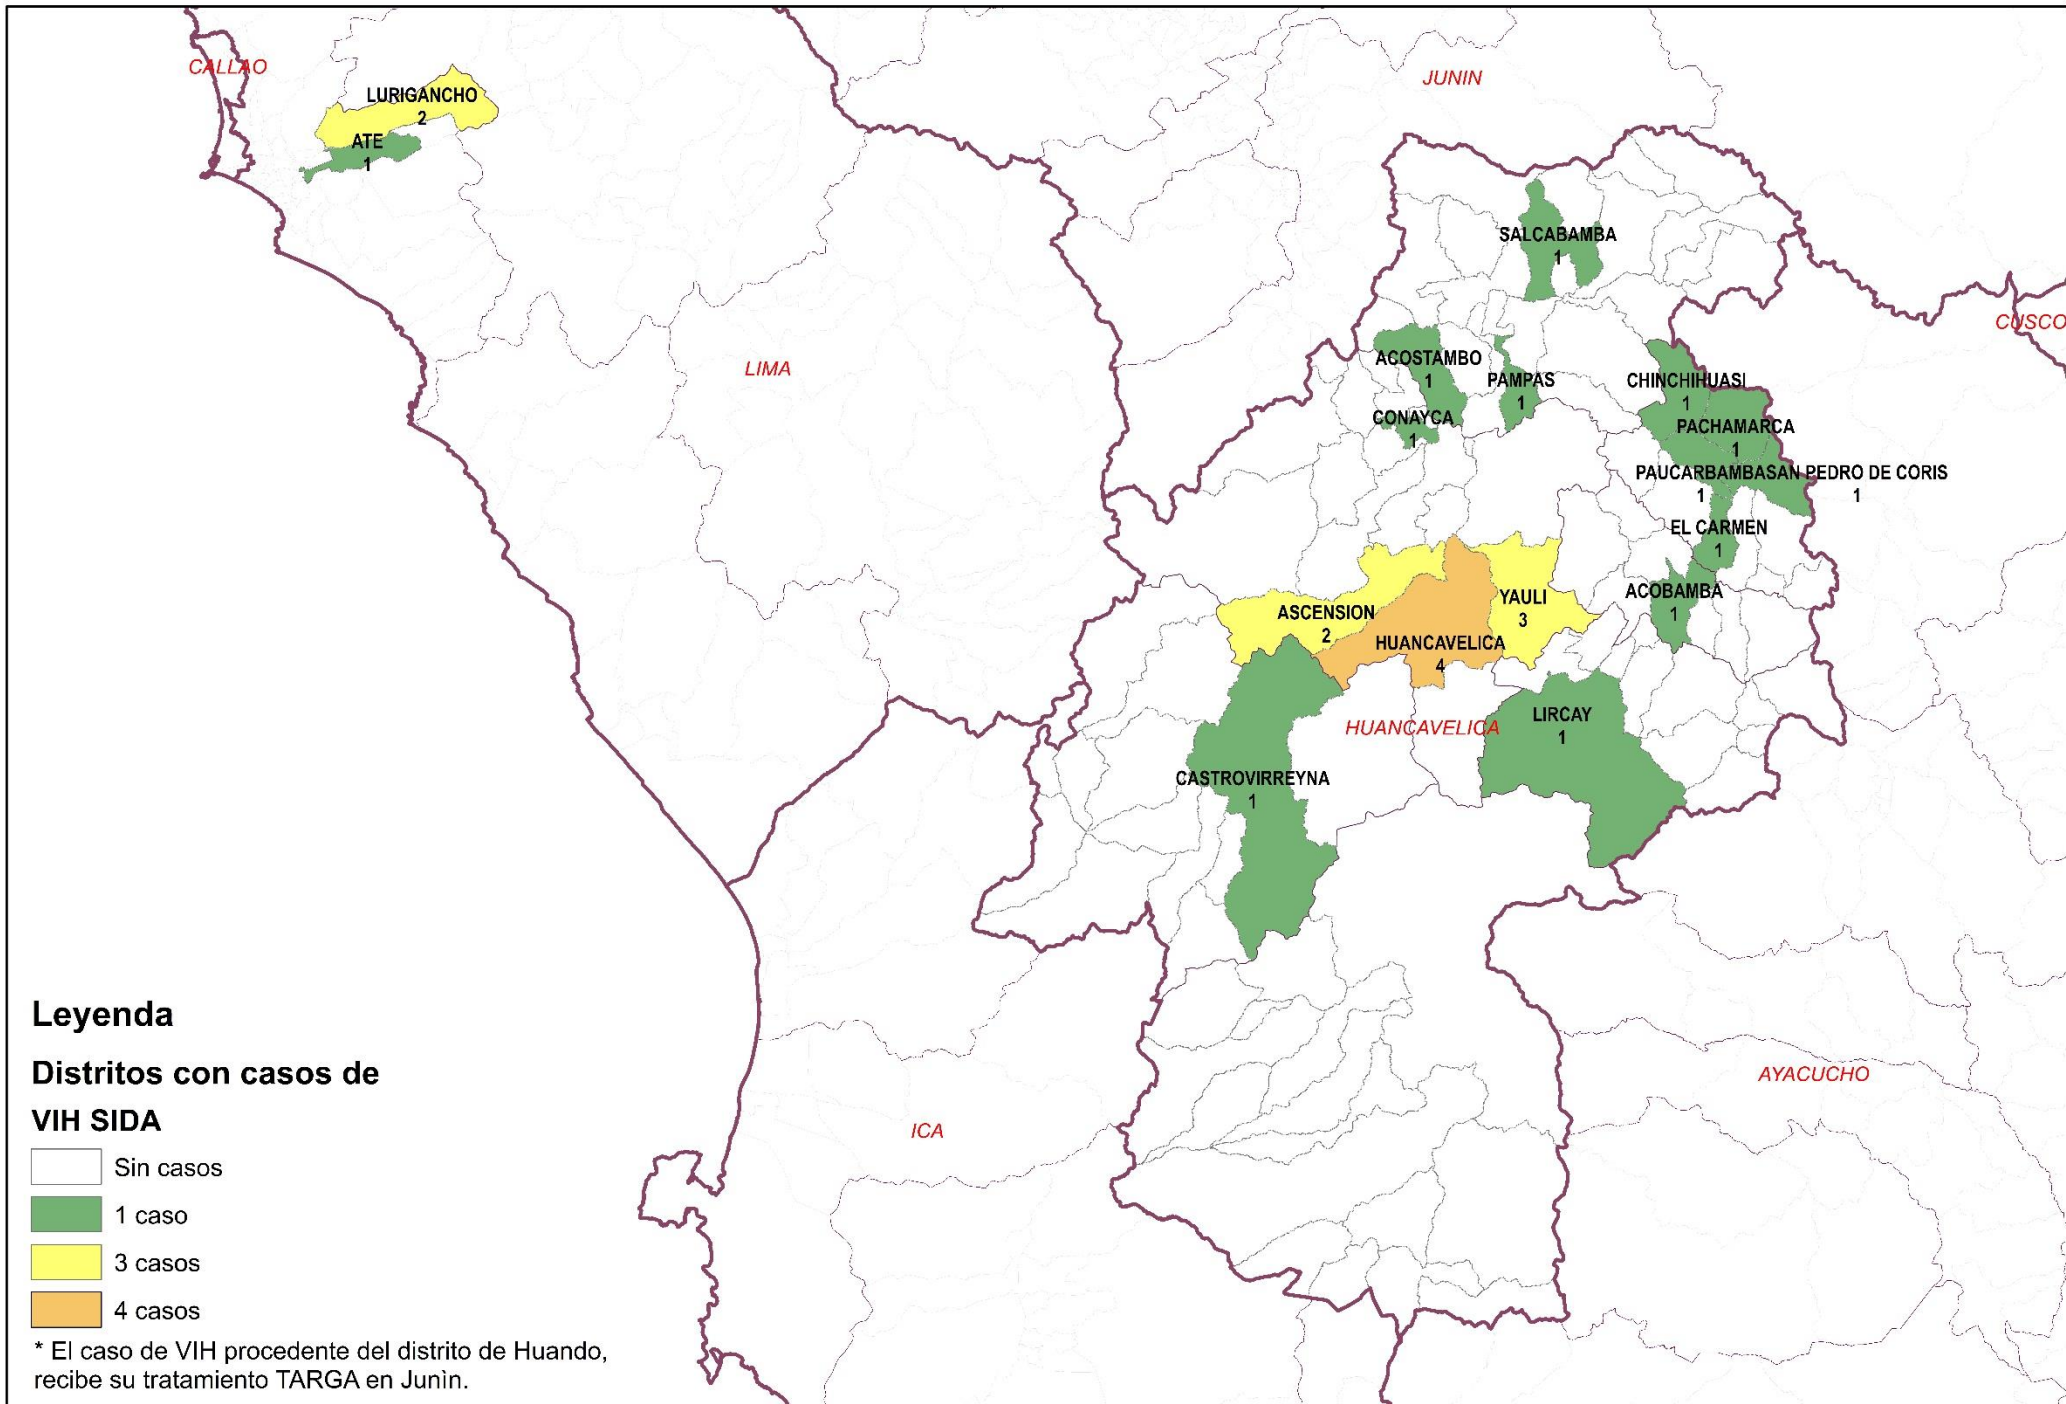 CALLAO
LURIGANCHO
2
ATE
1
JUNIN
SALCABAMBA
1
CUSCO
LIMA
ACOSTAMBO
1
PAMPAS
1
CHINCHIHUASI
1
CONAYCA
1
PACHAMARCA
1
PAUCARBAMBA
1
SAN PEDRO DE CORIS
1
EL CARMEN
1
ACOBAMBA
1
YAULI
3
ASCENSION
2
HUANCAVELICA
4
LIRCAY
1
HUANCAVELICA
CASTROVIRREYNA
1
AYACUCHO
ICA
Leyenda
Distritos con casos de
VIH SIDA
Sin casos
1 caso
3 casos
4 casos
* El caso de VIH procedente del distrito de Huando,
recibe su tratamiento TARGA en Junìn.